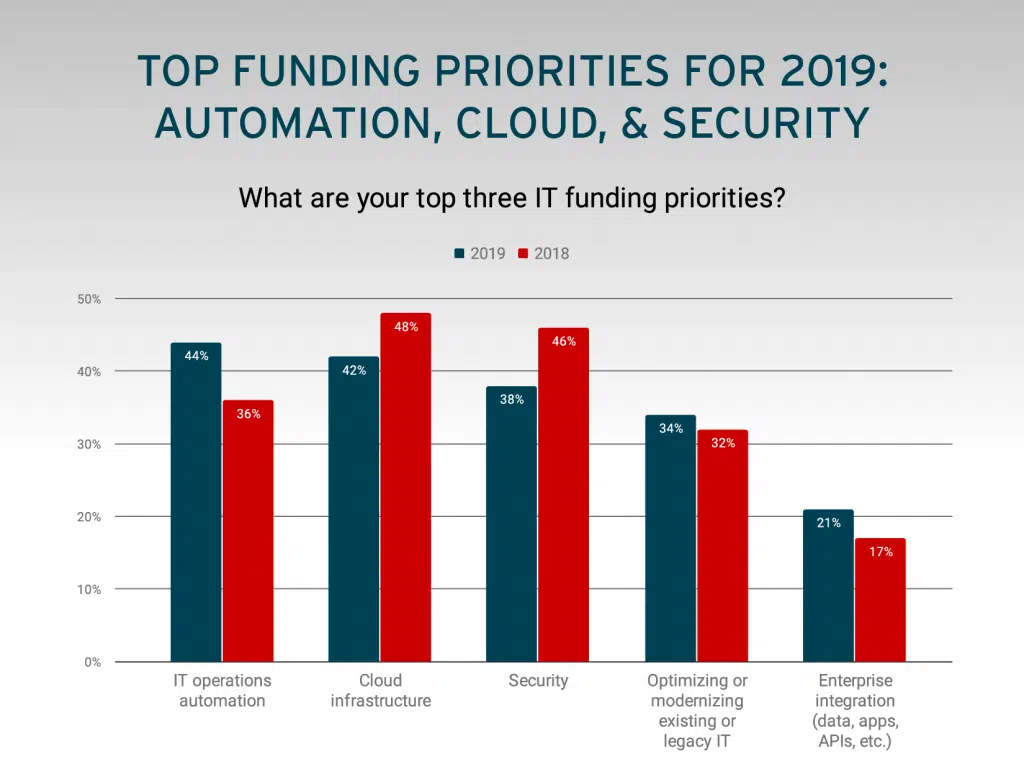 TOP FUNDING PRIORITIES FOR 2019:
AUTOMATION, CLOUD, & SECURITY
What are your top three IT funding priorities?
2019 2018
50%
40%
30%
20%
10%
0%
44%
36%
42%
48%
38%
46%
34%
32%
21%
17%
IT operations
automation
Cloud
infrastructure
Security
Optimizing or
modernizing
existing or
legacy IT
Enterprise
integration
(data, apps,
APIs, etc.)